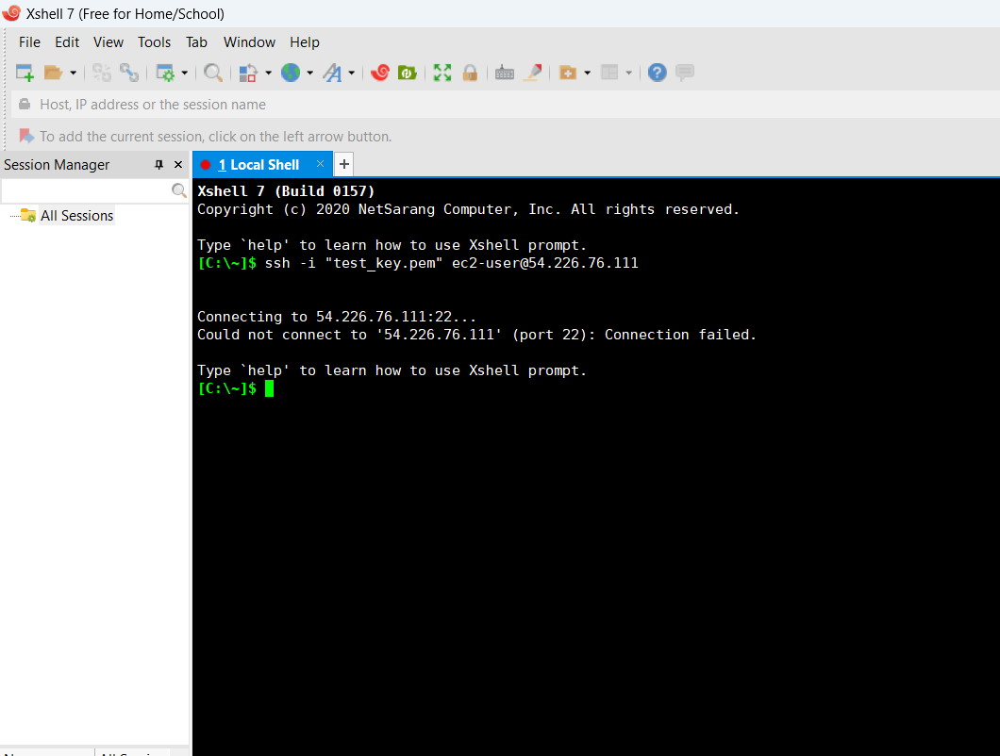 Xshell 7 (Free for Home/School)
File Edit View Tools Tab Window Help
Host, IP address or the session name
To add the current session, click on the left arrow button.
Session Manager
1 Local Shell
All Sessions
Xshell 7 (Build 0157)
Copyright (c) 2020 NetSarang Computer, Inc. All rights reserved.
Type `help' to learn how to use Xshell prompt.
[C:\~]$ ssh -i "test_key.pem" ec2-user@54.226.76.111
Connecting to 54.226.76.111:22...
Could not connect to '54.226.76.111' (port 22): Connection failed.
Type `help' to learn how to use Xshell prompt.
[C:\~]$